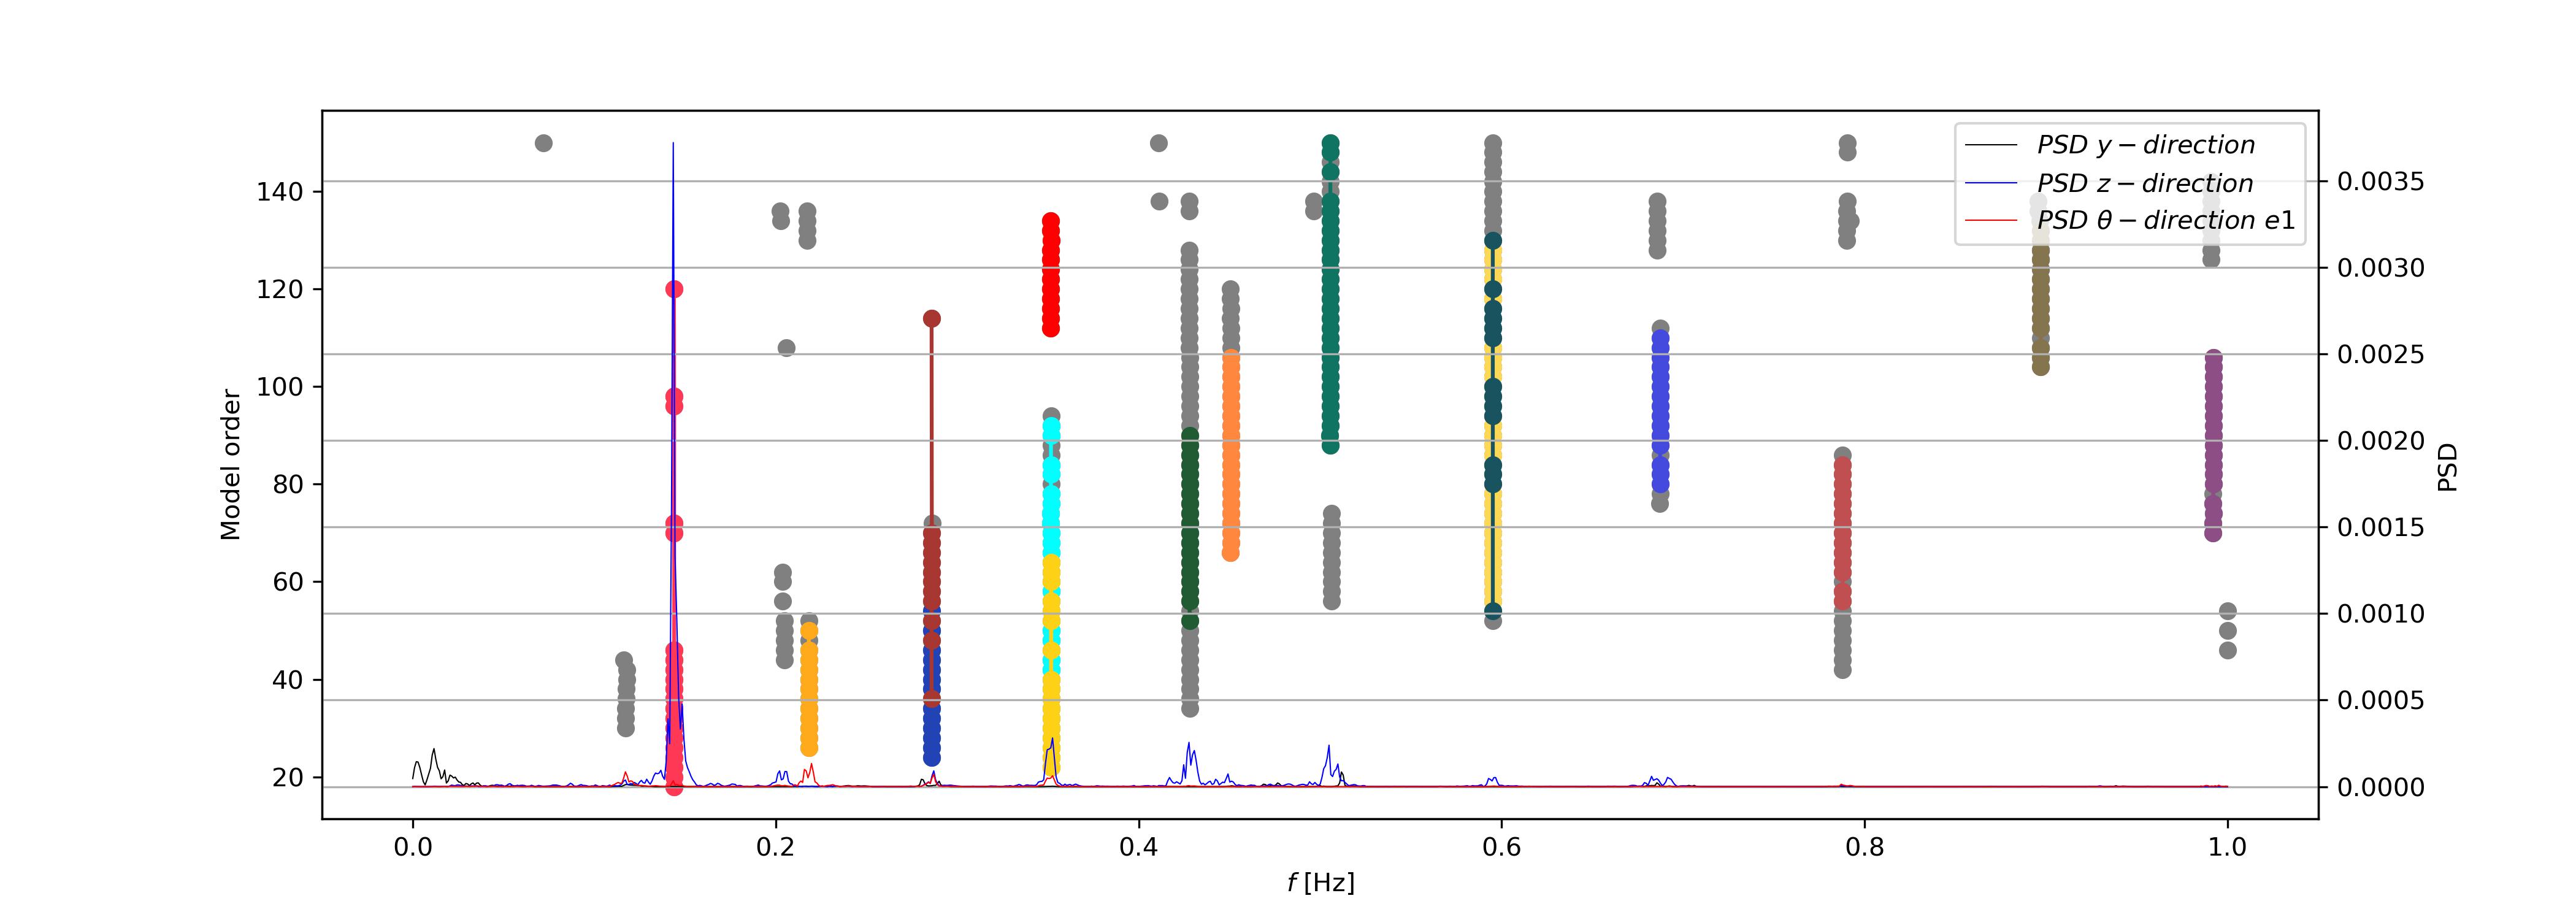 PSD y − direction
PSD z − direction
PSD θ − direction e1
140
120
100
80
60
40
20
Model order
0.0035
0.0030
0.0025
0.0020
0.0015
0.0010
0.0005
0.0000
PSD
0.0 0.2 0.4 0.6 0.8 1.0
f [Hz]